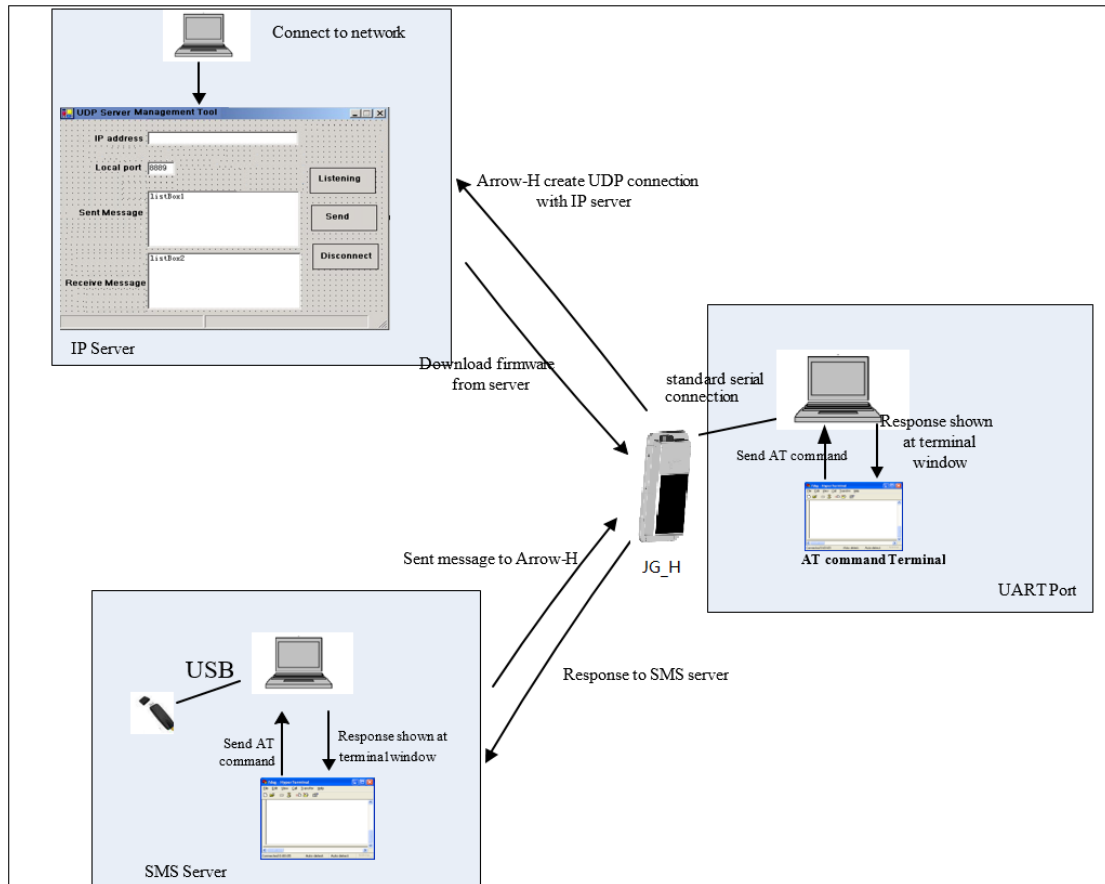 Connect to network
UDP Server Management Tool
IP address
Local port 8889
Listening
listBox1
Sent Message
Send
Disconnect
listBox2
Receive Message
IP Server
Arrow-H create UDP connection
with IP server
Download firmware
from server
standard serial
connection
Response shown
at terminal
window
Send AT command
AT command Terminal
UART Port
JG_H
Sent message to Arrow-H
Response to SMS server
USB
Send AT
command
Response shown at
terminal window
SMS Server